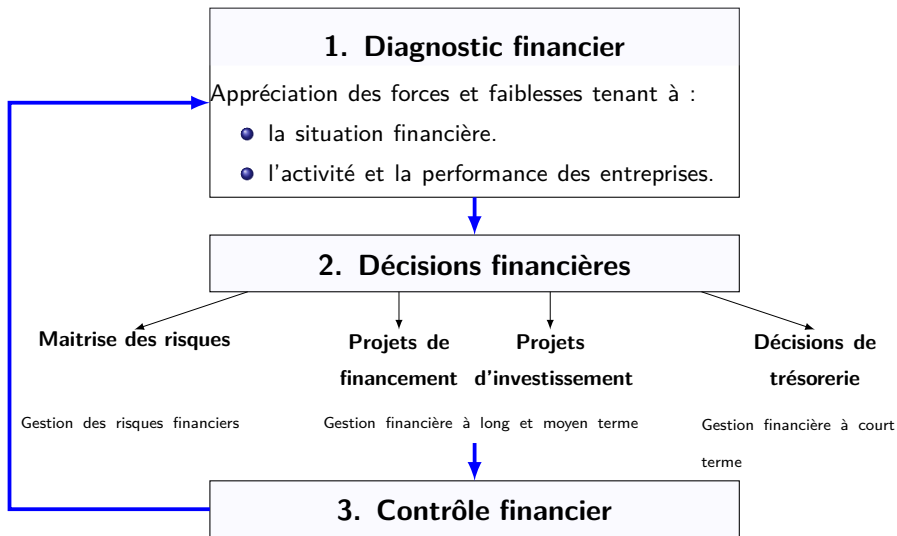 1. Diagnostic financier
Appréciation des forces et faiblesses tenant à :
la situation financière.
l'activité et la performance des entreprises.
2. Décisions financières
Maitrise des risques
Gestion des risques financiers
Projets de
financement
Projets
d'investissement
Gestion financière à long et moyen terme
Décisions de
trésorerie
Gestion financière à court
terme
3. Contrôle financier